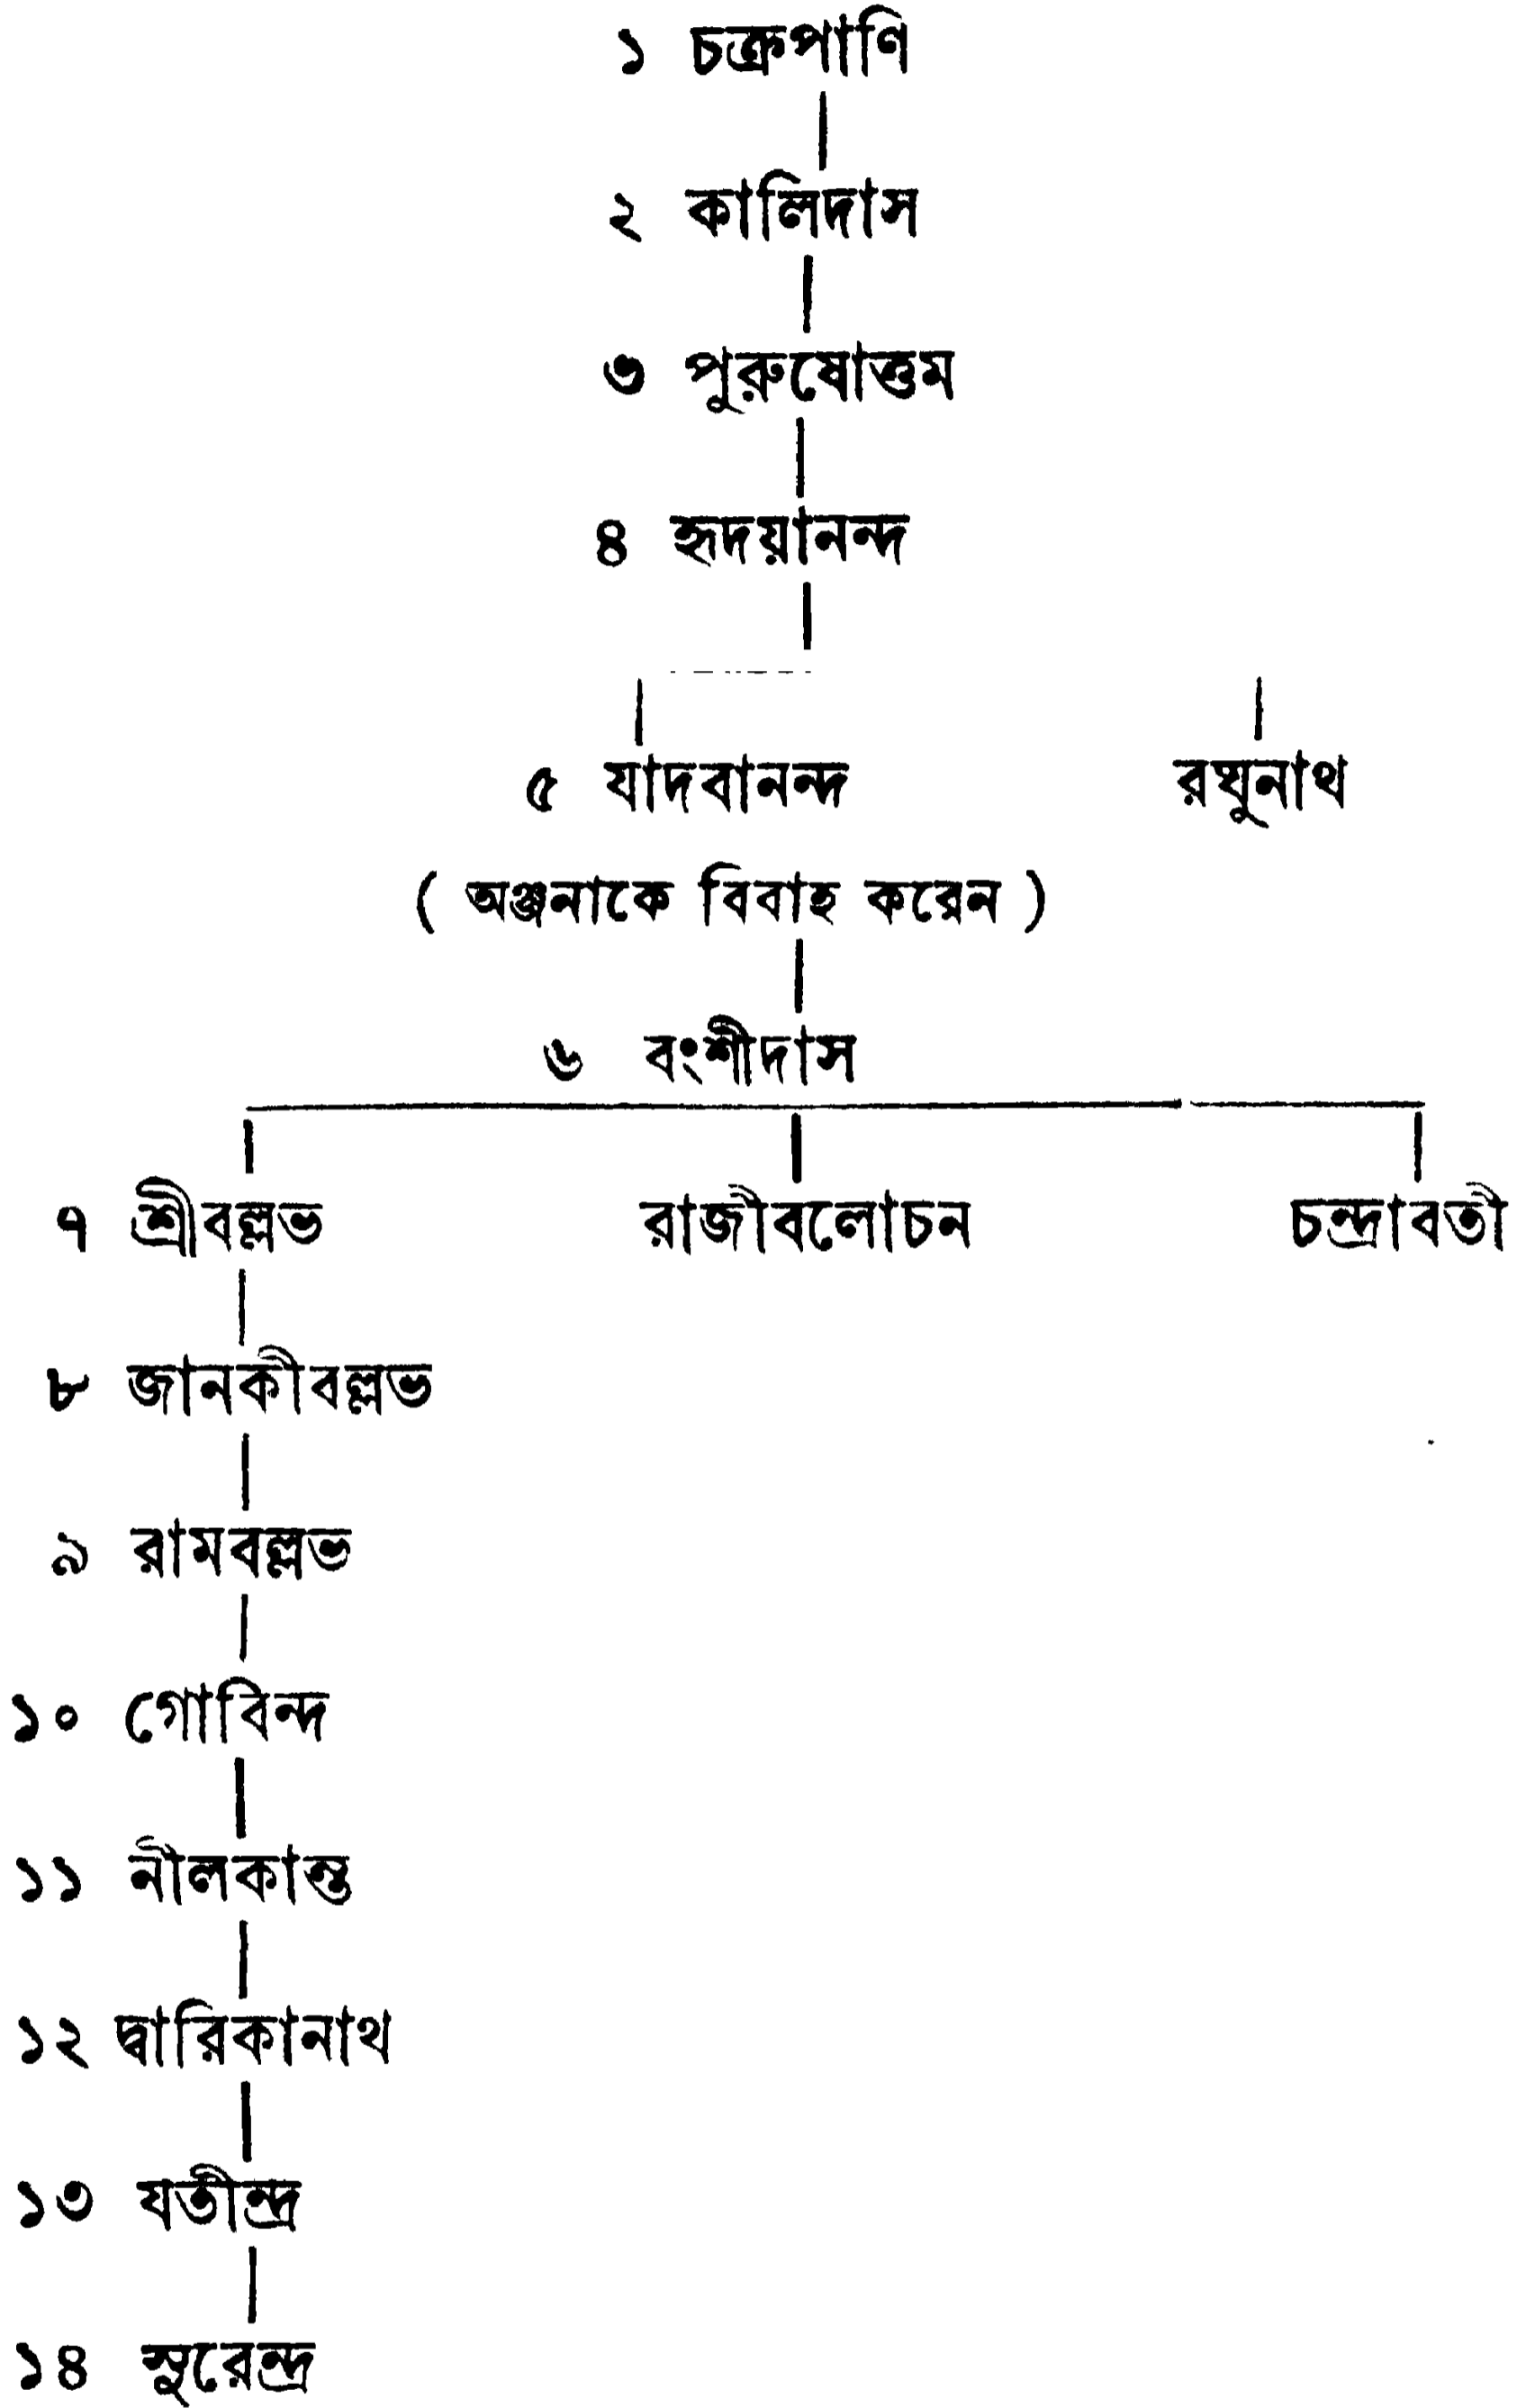 ১ চক্রপাণি
২ কালিদাস
৩ পুরুষোত্তম
৪ হৃদয়ানন্দ
৫ যাদবানন্দ রঘুনাথ
( অঞ্জনাকে বিবাহ করেন )
৬ বংশীদাস
৭ শ্রীবল্লভ রাজীবলোচন চন্দ্রাবতী
৮ জানকীবল্লভ
৯ রামবল্লভ
১০ গোবিন্দ
১১ নীলকান্ত
১২ দ্বারিকানাথ
১৩ যতীন্দ্র
১৪ সুরেন্দ্র